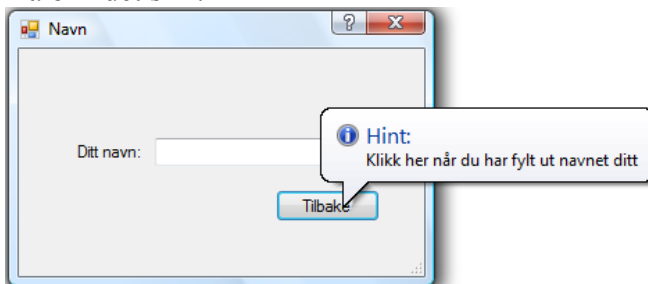 Navn
Hint:
Ditt navn:
Klikk her når du har fylt ut navnet ditt
Tilbake